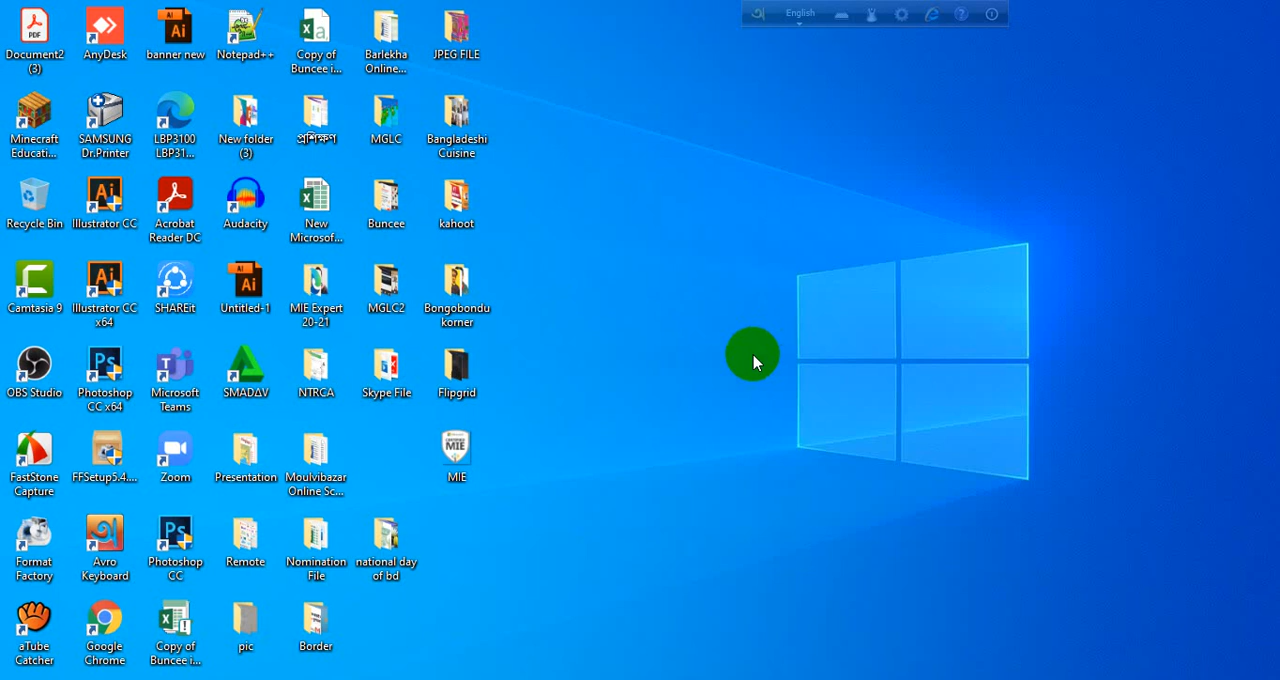 Document2
(3)
AnyDesk
banner new
Notepad++
Copy of
Buncee i...
Barlekha
Online...
JPEG FILE
Minecraft
Educati...
SAMSUNG
Dr.Printer
LBP3100
LBP31...
New folder
(3)
প্রশিক্ষণ
MGLC
Bangladeshi
Cuisine
Recycle Bin
Illustrator CC
Acrobat
Reader DC
Audacity
New
Microsof...
Buncee
kahoot
Camtasia 9
Illustrator CC
x64
SHAREit
Untitled-1
MIE Expert
20-21
MGLC2
Bongobondu
korner
OBS Studio
Photoshop
CC x64
Microsoft
Teams
SMADΔV
NTRCA
Skype File
Flipgrid
FastStone
Capture
FFSetup5.4....
Zoom
Presentation
Moulvibazar
Online Sc...
MIE
Format
Factory
Avro
Keyboard
Photoshop
CC
Remote
Nomination
File
national day
of bd
aTube
Catcher
Google
Chrome
Copy of
Buncee i...
pic
Border
English